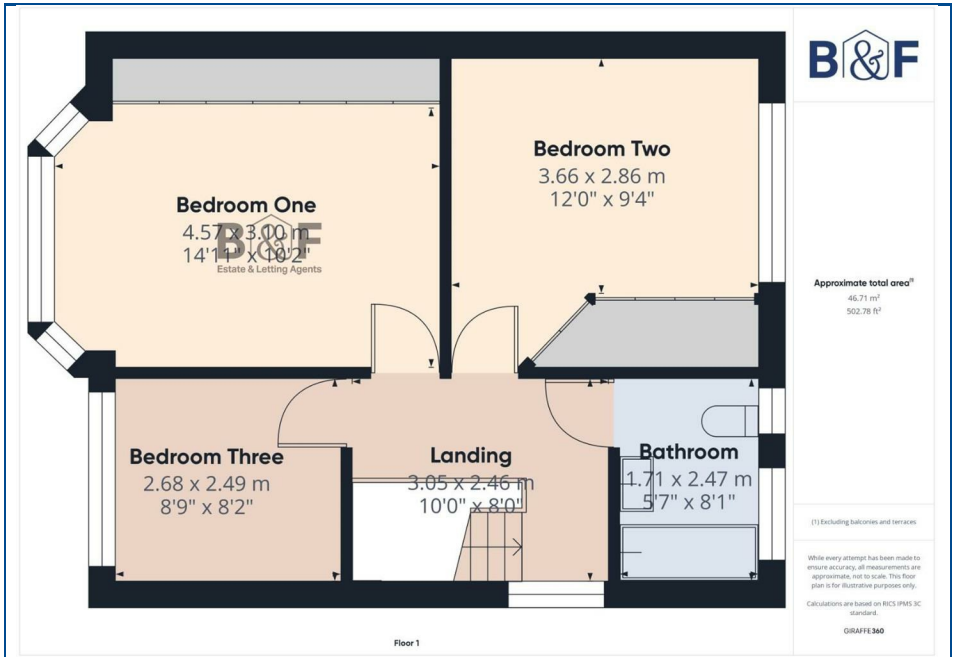 B&F
Bedroom Two
3.66 x 2.86 m
12'0" x 9'4"
Bedroom One
4.57 x 3.10 m
14'11" x 10'2"
B&F
Estate & Letting Agents
Approximate total area⁽¹⁾
46.71 m²
502.78 ft²
Bedroom Three
2.68 x 2.49 m
8'9" x 8'2"
Landing
3.05 x 2.46 m
10'0" x 8'0"
Bathroom
1.71 x 2.47 m
5'7" x 8'1"
(1) Excluding balconies and terraces
While every attempt has been made to
ensure accuracy, all measurements are
approximate, not to scale. This floor
plan is for illustrative purposes only.
Calculations are based on RICS IPMS 3C
standard.
GIRAFFE360
Floor 1